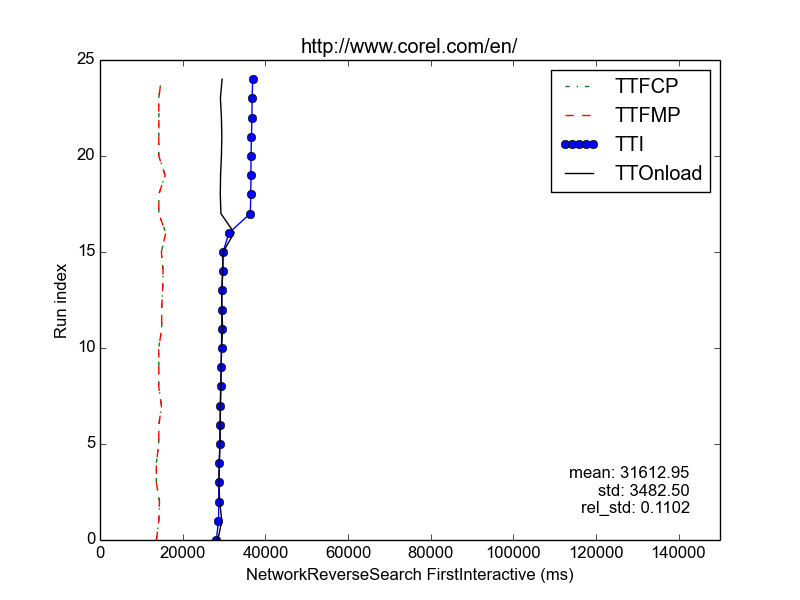 http://www.corel.com/en/
25
20
15
10
5
0
Run index
TTFCP
TTFMP
TTI
TTOnload
mean: 31612.95
std: 3482.50
rel_std: 0.1102
0 20000 40000 60000 80000 100000 120000 140000
NetworkReverseSearch FirstInteractive (ms)